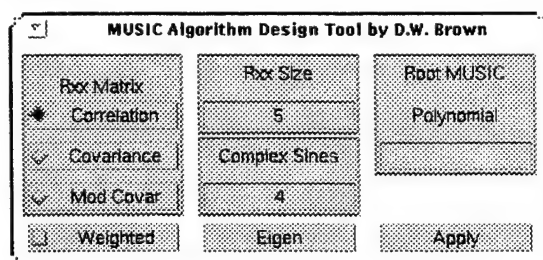 MUSIC Algorithm Design Tool by D.W. Brown
Rxx Matrix
Correlation
Covariance
Mod Covar
Weighted
Rxx Size
5
Complex Sines
4
Eigen
Root MUSIC
Polynomial
Apply